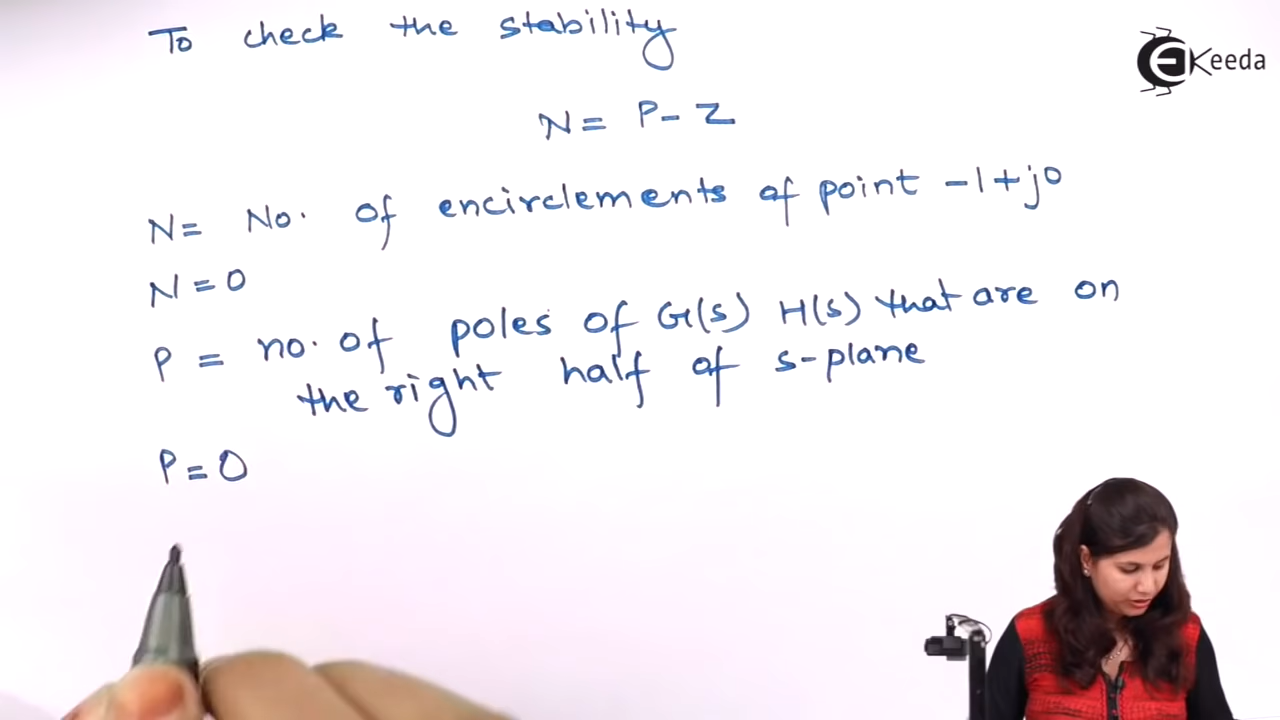 To check the stability
EKeeda
N = P - Z
N = No. of encirlements of point -1+j0
N = 0
P = no. of poles of G(s) H(s) that are on
the right half of s-plane
P = 0